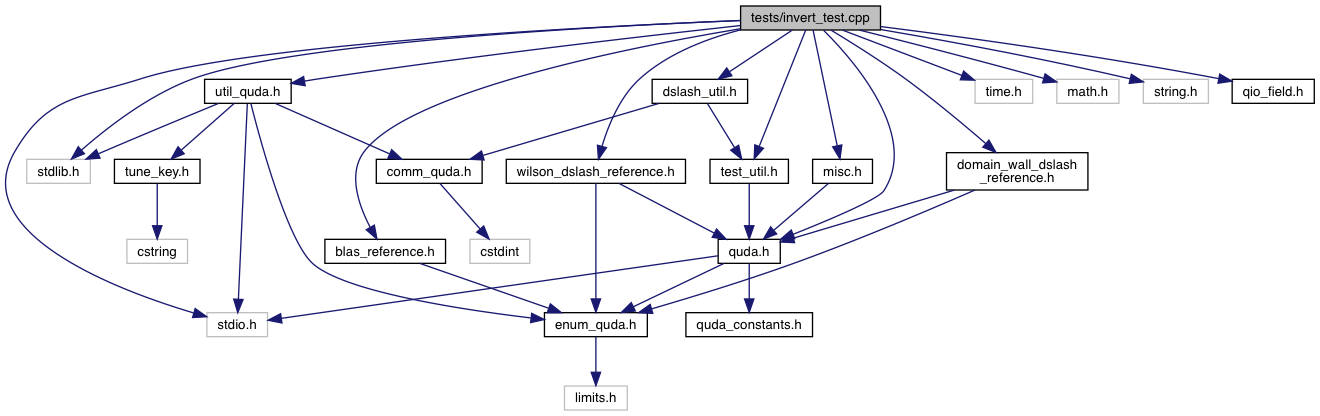 tests/invert_test.cpp
util_quda.h
dslash_util.h
time.h
math.h
string.h
qio_field.h
stdlib.h
tune_key.h
comm_quda.h
wilson_dslash_reference.h
test_util.h
misc.h
domain_wall_dslash
_reference.h
cstring
blas_reference.h
cstdint
quda.h
stdio.h
enum_quda.h
quda_constants.h
limits.h